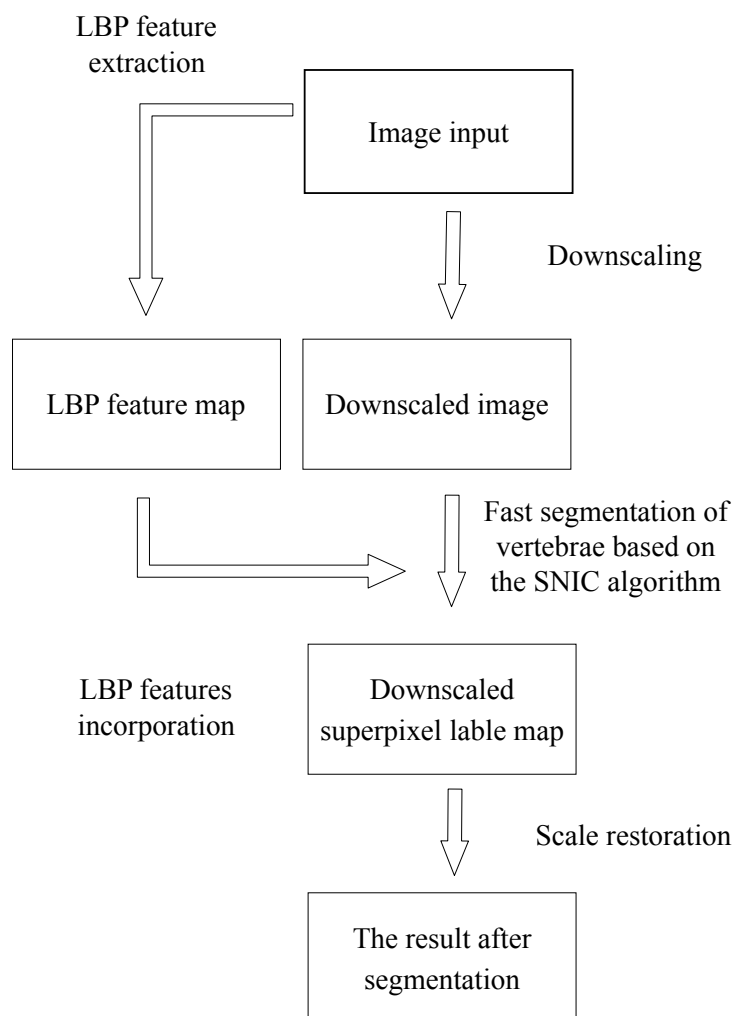 LBP feature
extraction
Image input
Downscaling
LBP feature map
Downscaled image
Fast segmentation of
vertebrae based on
the SNIC algorithm
LBP features
incorporation
Downscaled
superpixel lable map
Scale restoration
The result after
segmentation